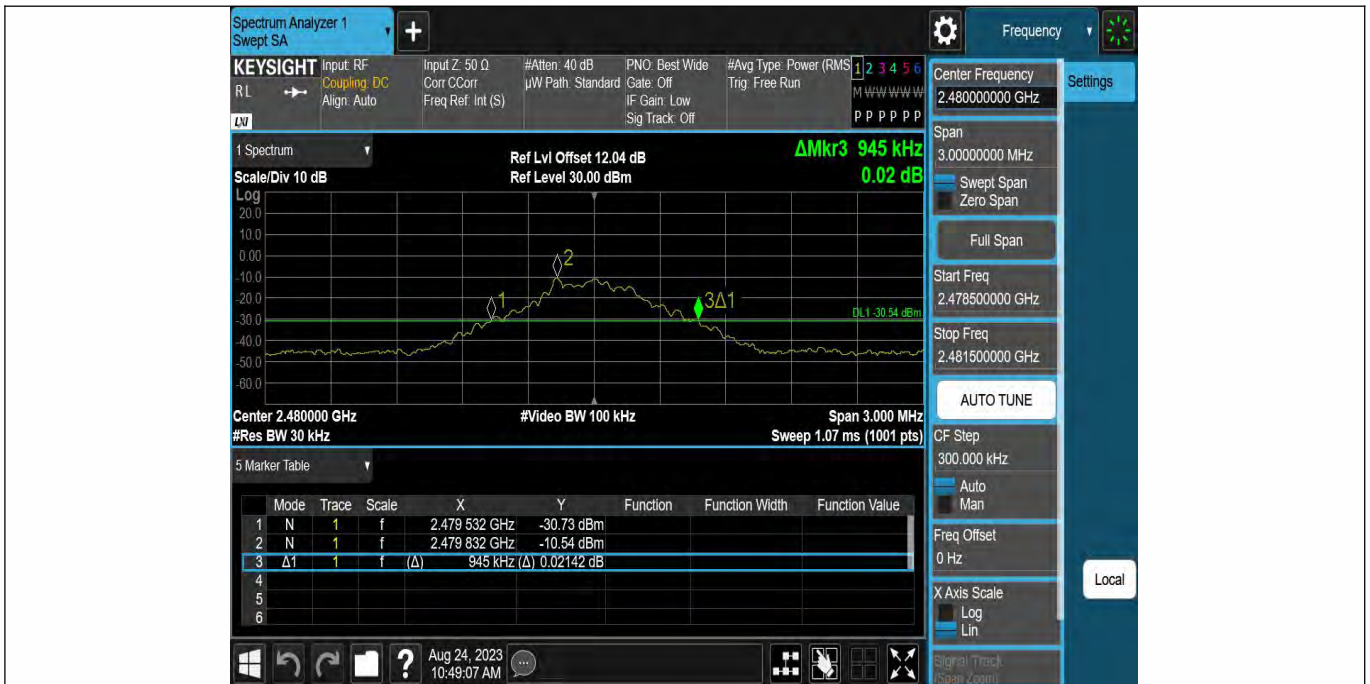 Spectrum Analyzer 1
Swept SA
+
Frequency
KEYSIGHT
RL
LXI
Input: RF
Coupling: DC
Align: Auto
Input Z: 50 Ω
Corr CCorr
Freq Ref: Int (S)
#Atten: 40 dB
µW Path: Standard
PNO: Best Wide
Gate: Off
IF Gain: Low
Sig Track: Off
#Avg Type: Power (RMS
Trig: Free Run
1 2 3 4 5 6
M W W W W W
P P P P P P
1 Spectrum
Scale/Div 10 dB
Ref Lvl Offset 12.04 dB
Ref Level 30.00 dBm
ΔMkr3 945 kHz
0.02 dB
Log
20.0
10.0
0.00
-10.0
-20.0
-30.0
-40.0
-50.0
-60.0
1
2
3Δ1
DL1 -30.54 dBm
Center 2.480000 GHz
#Video BW 100 kHz
Span 3.000 MHz
#Res BW 30 kHz
Sweep 1.07 ms (1001 pts)
5 Marker Table
Mode Trace Scale X Y Function Function Width Function Value
1 N 1 f 2.479 532 GHz -30.73 dBm
2 N 1 f 2.479 832 GHz -10.54 dBm
3 Δ1 1 f (Δ) 945 kHz (Δ) 0.02142 dB
4
5
6
?
Aug 24, 2023
10:49:07 AM
Center Frequency
2.480000000 GHz
Settings
Span
3.00000000 MHz
Swept Span
Zero Span
Full Span
Start Freq
2.478500000 GHz
Stop Freq
2.481500000 GHz
AUTO TUNE
CF Step
300.000 kHz
Auto
Man
Freq Offset
0 Hz
X Axis Scale
Log
Lin
Signal Track
(Span Zoom)
Local